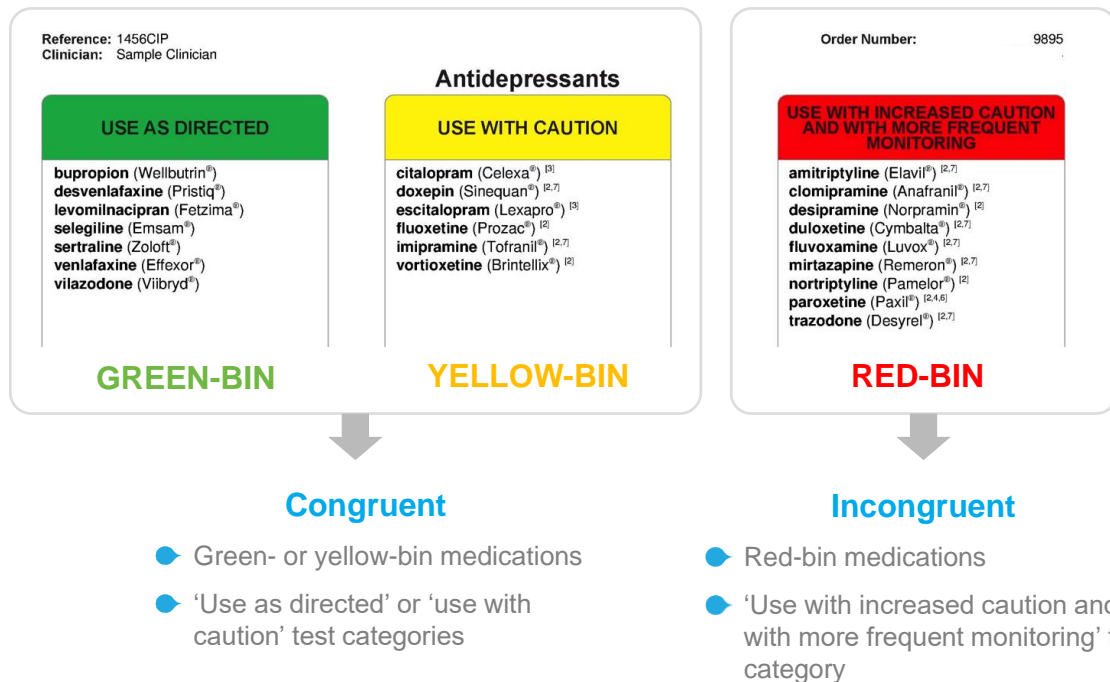 Reference: 1456CIP
Clinician: Sample Clinician
Order Number: 9895
Antidepressants
USE AS DIRECTED
bupropion (Wellbutrin®)
desvenlafaxine (Pristiq®)
levomilnacipran (Fetzima®)
selegiline (Emsam®)
sertraline (Zoloft®)
venlafaxine (Effexor®)
vilazodone (Viibryd®)
GREEN-BIN
USE WITH CAUTION
citalopram (Celexa®) [3]
doxepin (Sinequan®) [2,7]
escitalopram (Lexapro®) [3]
fluoxetine (Prozac®) [2]
imipramine (Tofranil®) [2,7]
vortioxetine (Brintellix®) [2]
YELLOW-BIN
USE WITH INCREASED CAUTION
AND WITH MORE FREQUENT
MONITORING
amitriptyline (Elavil®) [2,7]
clomipramine (Anafranil®) [2,7]
desipramine (Norpramin®) [2]
duloxetine (Cymbalta®) [2,7]
fluvoxamine (Luvox®) [2,7]
mirtazapine (Remeron®) [2,7]
nortriptyline (Pamelor®) [2]
paroxetine (Paxil®) [2,4,6]
trazodone (Desyrel®) [2,7]
RED-BIN
Congruent
Green- or yellow-bin medications
‘Use as directed’ or ‘use with
caution’ test categories
Incongruent
Red-bin medications
‘Use with increased caution and
with more frequent monitoring’
category